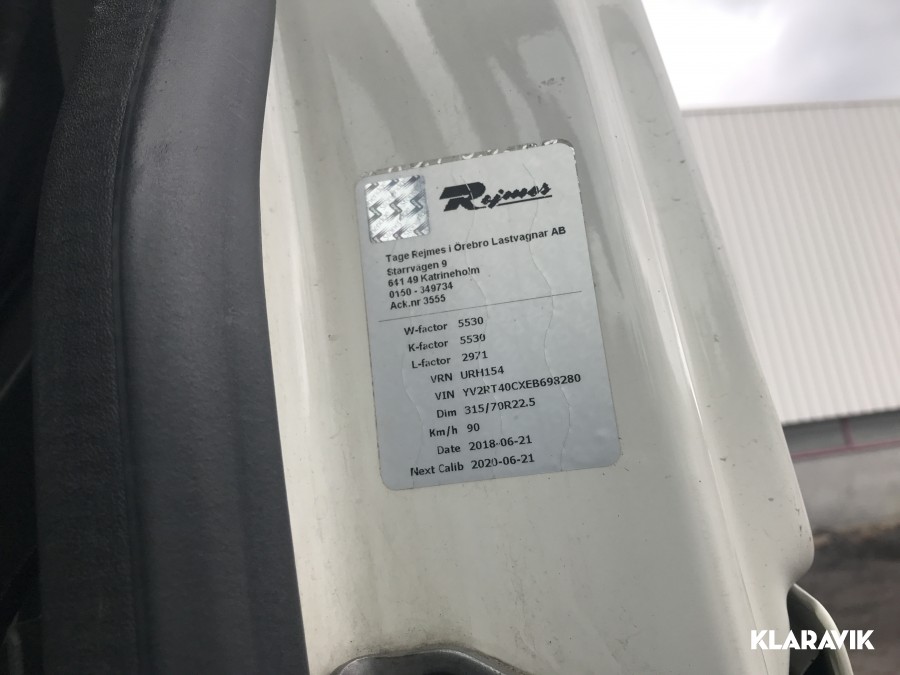 Rejmes
Tage Rejmes i Örebro Lastvagnar AB
Starrvägen 9
641 49 Katrineholm
0150 - 349734
Ack.nr 3555
W-factor 5530
K-factor 5530
L-factor 2971
VRN URH154
VIN YV2RT40CXEB693280
Dim 315/70R22.5
Km/h 90
Date 2018-06-21
Next Calib 2020-06-21
KLARAVIK